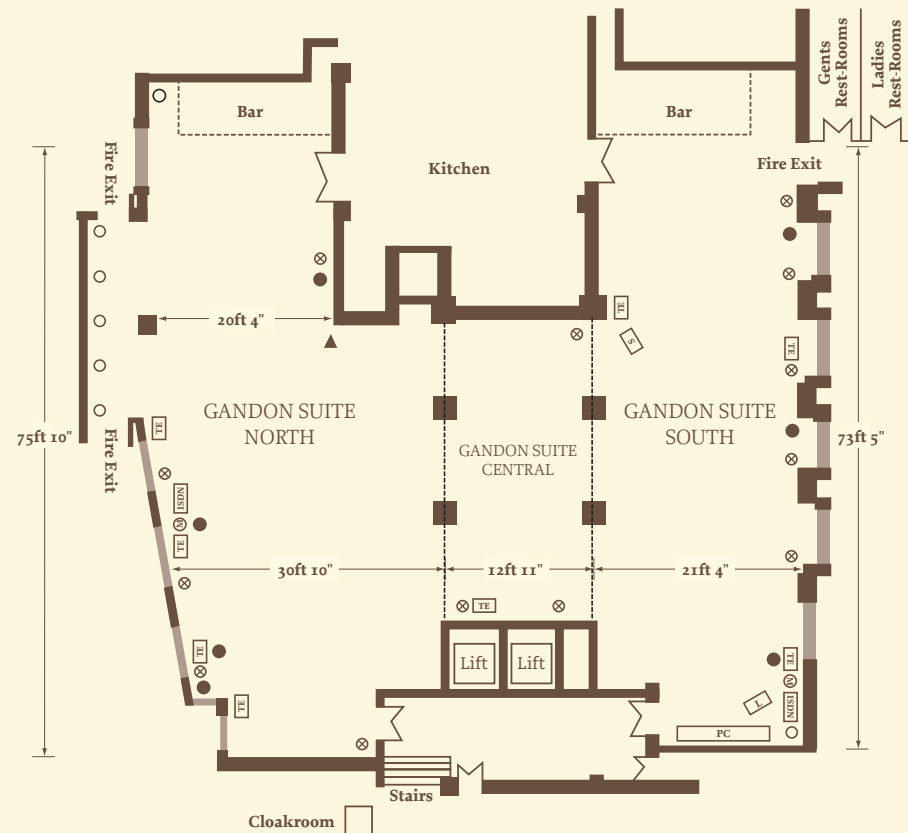 Gents
Rest-Rooms
Ladies
Rest-Rooms
Bar
Bar
Fire Exit
Kitchen
Fire Exit
TE
S
20ft 4"
TE
GANDON SUITE
NORTH
GANDON SUITE
SOUTH
75ft 10"
Fire Exit
TE
73ft 5"
GANDON SUITE
CENTRAL
ISDN
M
TE
30ft 10"
12ft 11"
21ft 4"
TE
TE
Lift
Lift
TE
M
ISDN
L
TE
PC
Stairs
Cloakroom